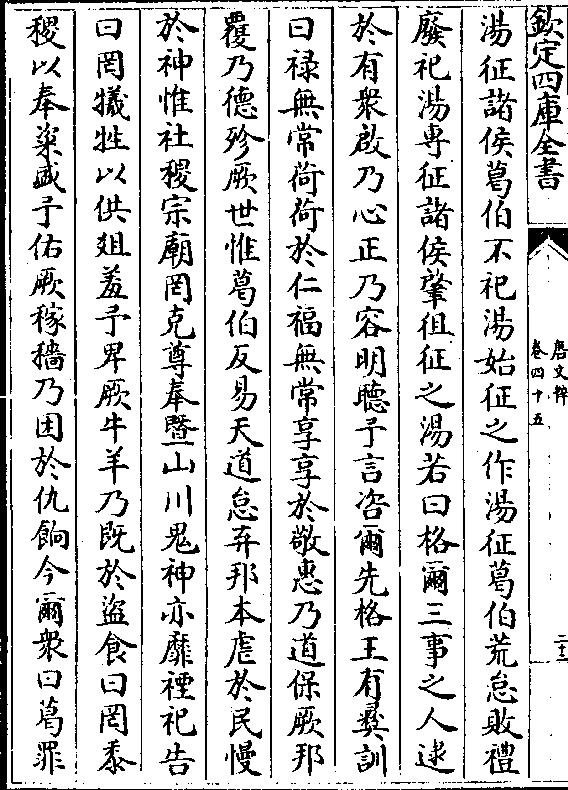 欽定四庫全書
唐文粹
卷四十五
湯征諸侯葛伯不祀湯始征之作湯征葛伯荒怠敗禮
廢祀湯專征諸侯肇徂征之湯若曰格爾三事之人逮
於有衆啟乃心正乃容明聽予言咨爾先格王有彝訓
曰禄無常荷荷於仁福無常享享於敬惠乃道保厥邦
覆乃德殄厥世惟葛伯反易天道怠弃邦本虐於民慢
於神惟社稷宗廟罔克尊奉暨山川鬼神亦靡禋祀告
曰罔犧牲以供俎羞予畀厥牛羊乃既於盜食曰罔黍
稷以奉粢盛予佑厥稼穡乃困於仇餉今爾衆曰葛罪